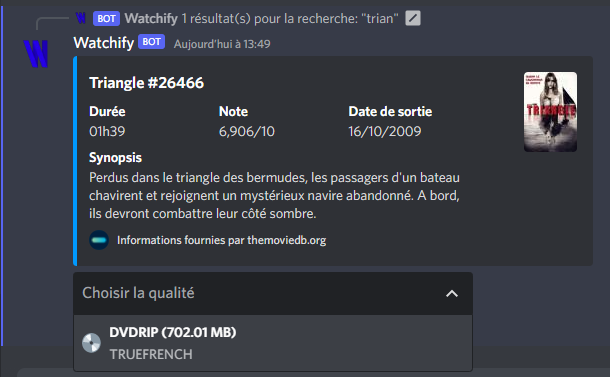 BOT Watchify 1 résultat(s) pour la recherche: "trian"
Watchify BOT Aujourd'hui à 13:49
Triangle #26466
Durée Note Date de sortie
01h39 6,906/10 16/10/2009
Synopsis
Perdus dans le triangle des bermudes, les passagers d'un bateau
chavirent et rejoignent un mystérieux navire abandonné. A bord,
ils devront combattre leur côté sombre.
TRIANGLE
Informations fournies par themoviedb.org
Choisir la qualité
DVDRIP (702.01 MB)
TRUEFRENCH